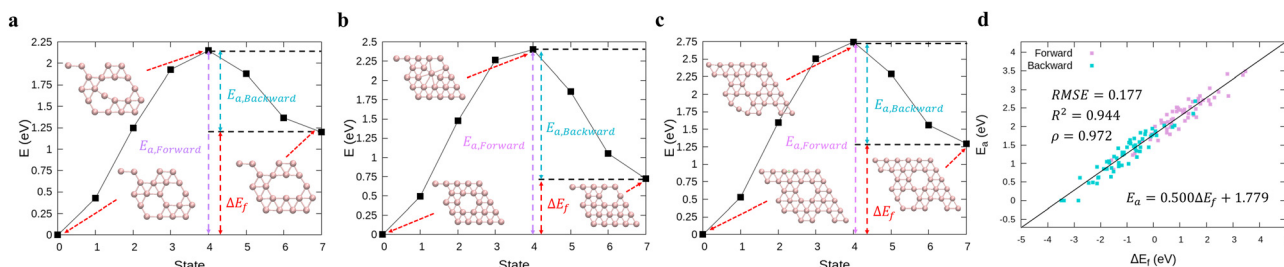 a
E (eV)
2.25
2
1.75
1.5
1.25
1
0.75
0.5
0.25
0
0 1 2 3 4 5 6 7
State
E_{a,Forward}
E_{a,Backward}
ΔE_f
b
E (eV)
2.5
2.25
2
1.75
1.5
1.25
1
0.75
0.5
0.25
0
0 1 2 3 4 5 6 7
State
E_{a,Forward}
E_{a,Backward}
ΔE_f
c
E (eV)
2.75
2.5
2.25
2
1.75
1.5
1.25
1
0.75
0.5
0.25
0
0 1 2 3 4 5 6 7
State
E_{a,Forward}
E_{a,Backward}
ΔE_f
d
E_a (eV)
4
3.5
3
2.5
2
1.5
1
0.5
0
-0.5
Forward
Backward
RMSE = 0.177
R² = 0.944
ρ = 0.972
E_a = 0.500ΔE_f + 1.779
-5 -4 -3 -2 -1 0 1 2 3 4
ΔE_f (eV)